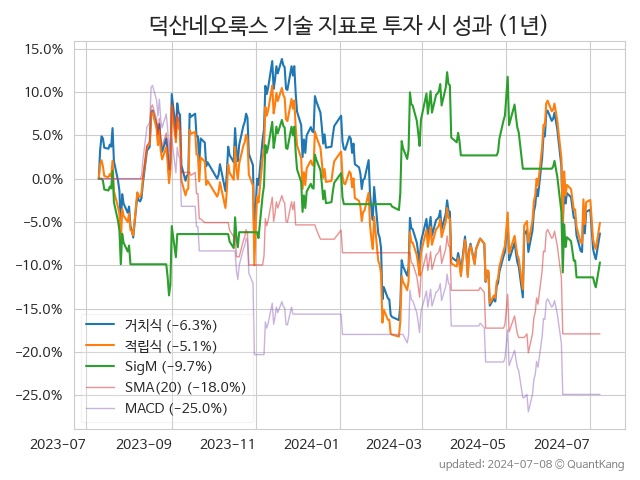 덕산네오룩스 기술 지표로 투자 시 성과 (1년)
15.0%
10.0%
5.0%
0.0%
−5.0%
−10.0%
−15.0%
−20.0%
−25.0%
거치식 (−6.3%)
적립식 (−5.1%)
SigM (−9.7%)
SMA(20) (−18.0%)
MACD (−25.0%)
2023-07 2023-09 2023-11 2024-01 2024-03 2024-05 2024-07
updated: 2024-07-08 © QuantKang